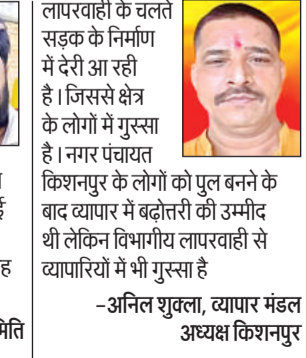 लापरवाही के चलते
सड़क के निर्माण
में देरी आ रही
है। जिससे क्षेत्र
के लोगों में गुस्सा
है। नगर पंचायत
किशनपुर के लोगों को पुल बनने के
बाद व्यापार में बढ़ोत्तरी की उम्मीद
थी लेकिन विभागीय लापरवाही से
व्यापारियों में भी गुस्सा है
-अनिल शुक्ला, व्यापार मंडल
अध्यक्ष किशनपुर